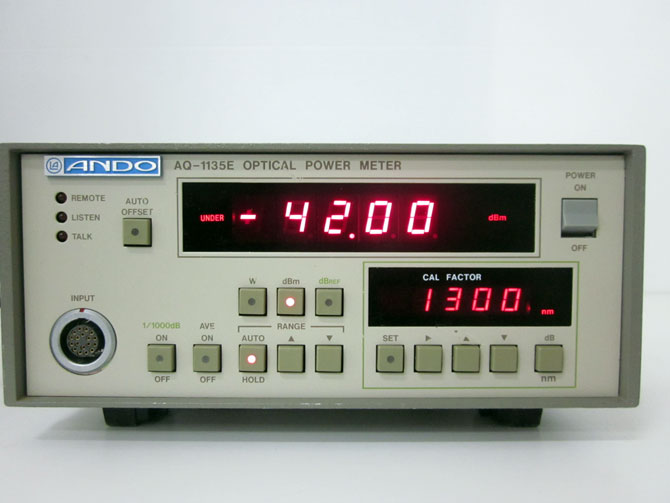 ANDO AQ-1135E OPTICAL POWER METER
POWER
ON
OFF
REMOTE
LISTEN
TALK
AUTO
OFFSET
UNDER -42.00 dBm
CAL FACTOR
1300 nm
W dBm dBREF
INPUT
1/1000dB AVE RANGE
ON ON AUTO ▲ ▼
OFF OFF HOLD
SET ▶ ▲ ▼ dB
nm